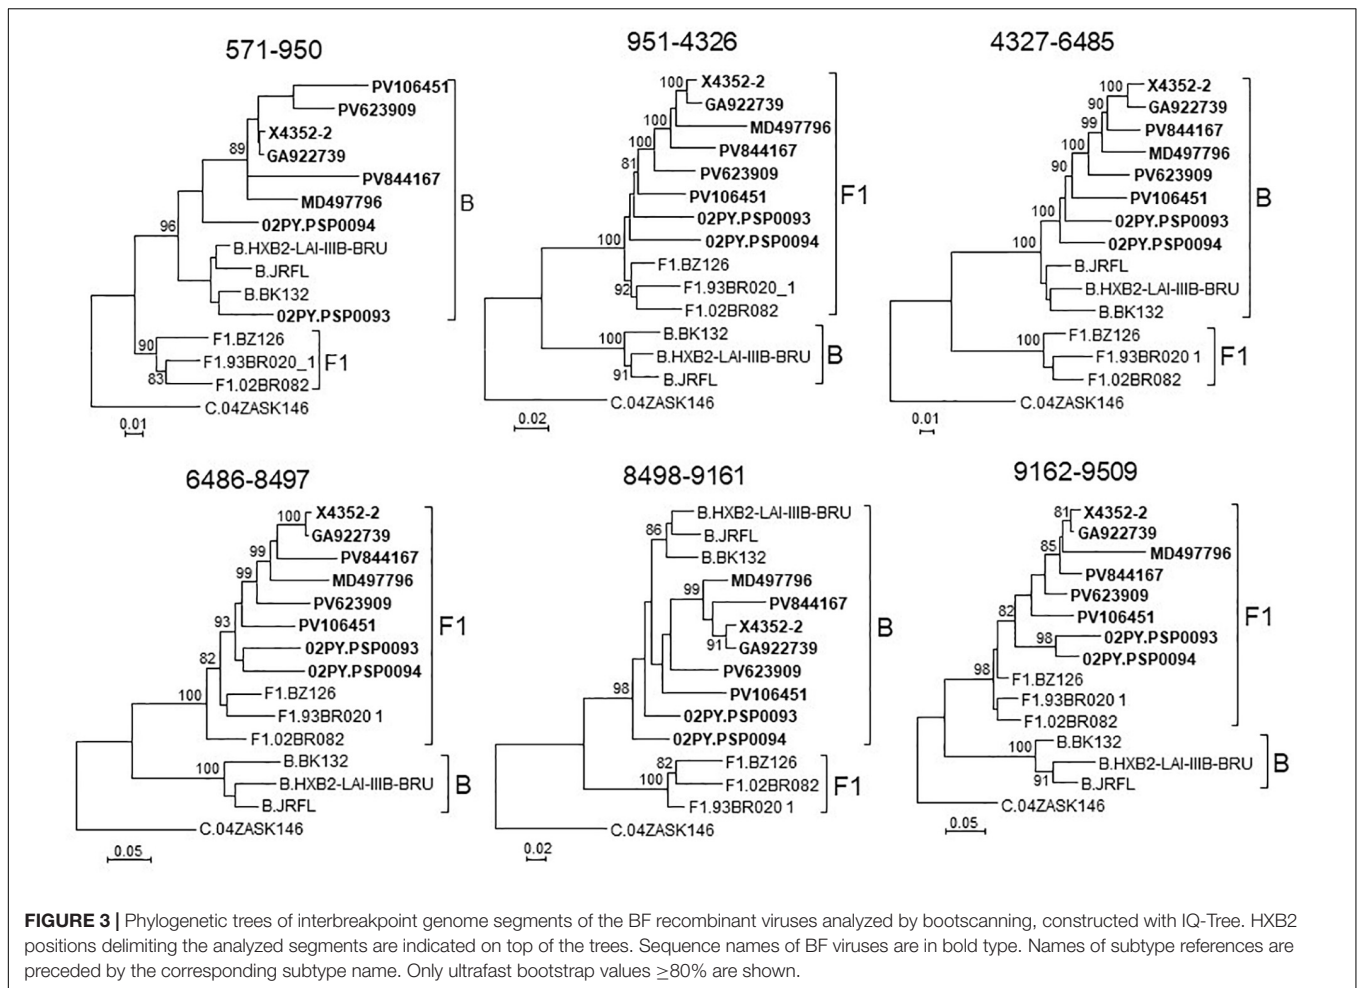 571-950
PV106451
PV623909
X4352-2
GA922739
89
PV844167
MD497796
B
02PY.PSP0094
96
B.HXB2-LAI-IIIB-BRU
B.JRFL
B.BK132
02PY.PSP0093
F1.BZ126
90
F1.93BR020_1
F1
83
F1.02BR082
C.04ZASK146
0.01
951-4326
100
X4352-2
GA922739
100
MD497796
100
PV844167
81
PV623909
F1
PV106451
02PY.PSP0093
100
02PY.PSP0094
F1.BZ126
92
F1.93BR020_1
F1.02BR082
B.BK132
100
B.HXB2-LAI-IIIB-BRU
B
91
B.JRFL
C.04ZASK146
0.02
4327-6485
100
X4352-2
90
GA922739
99
PV844167
100
MD497796
90
PV623909
PV106451
B
100
02PY.PSP0093
100
02PY.PSP0094
B.JRFL
B.HXB2-LAI-IIIB-BRU
B.BK132
F1.BZ126
100
F1.93BR020 1
F1
F1.02BR082
C.04ZASK146
0.01
6486-8497
100
X4352-2
GA922739
99
PV844167
99
MD497796
PV623909
93
PV106451
F1
02PY.PSP0093
82
02PY.PSP0094
100
F1.BZ126
F1.93BR020 1
F1.02BR082
B.BK132
100
B.HXB2-LAI-IIIB-BRU
B
B.JRFL
C.04ZASK146
0.05
8498-9161
B.HXB2-LAI-IIIB-BRU
86
B.JRFL
B.BK132
MD497796
99
PV844167
X4352-2
B
91
GA922739
PV623909
98
PV106451
02PY.PSP0093
02PY.PSP0094
82
F1.BZ126
100
F1.02BR082
F1
F1.93BR020 1
C.04ZASK146
0.02
9162-9509
81
X4352-2
GA922739
85
MD497796
PV844167
PV623909
82
PV106451
F1
98
02PY.PSP0093
02PY.PSP0094
98
F1.BZ126
F1.93BR020 1
F1.02BR082
100
B.BK132
B.HXB2-LAI-IIIB-BRU
B
91
B.JRFL
C.04ZASK146
0.05
FIGURE 3 | Phylogenetic trees of interbreakpoint genome segments of the BF recombinant viruses analyzed by bootscanning, constructed with IQ-Tree. HXB2
positions delimiting the analyzed segments are indicated on top of the trees. Sequence names of BF viruses are in bold type. Names of subtype references are
preceded by the corresponding subtype name. Only ultrafast bootstrap values ≥80% are shown.